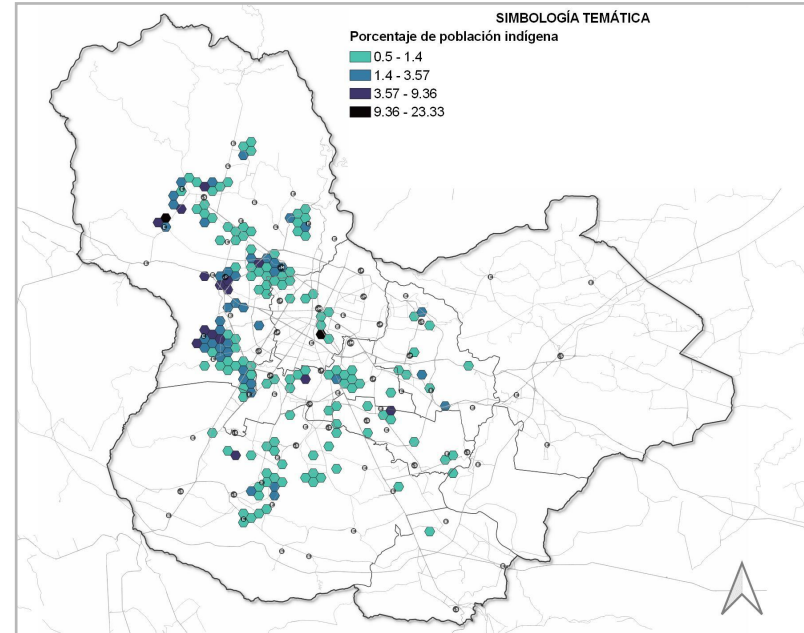 SIMBOLOGÍA TEMÁTICA
Porcentaje de población indígena
0.5 - 1.4
1.4 - 3.57
3.57 - 9.36
9.36 - 23.33